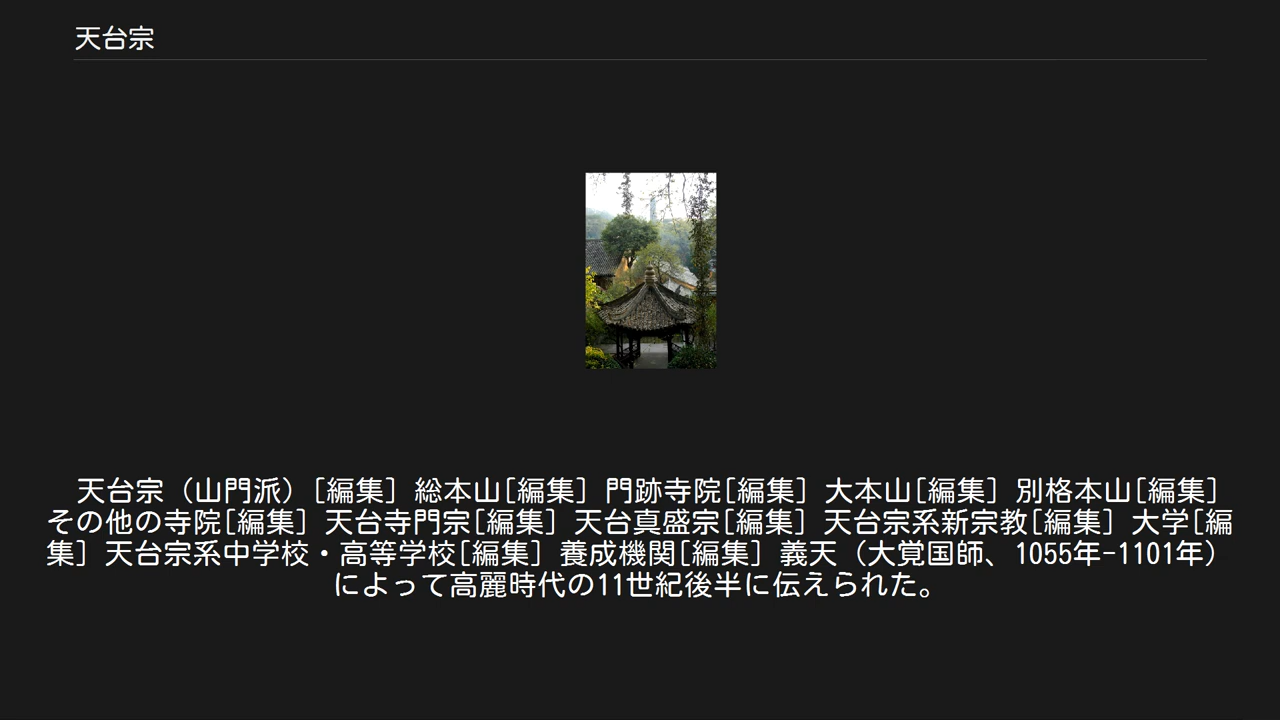 天台宗
天台宗（山門派）[編集] 総本山[編集] 門跡寺院[編集] 大本山[編集] 別格本山[編集]
その他の寺院[編集] 天台寺門宗[編集] 天台真盛宗[編集] 天台宗系新宗教[編集] 大学[編
集] 天台宗系中学校・高等学校[編集] 養成機関[編集] 義天（大覚国師、1055年-1101年）
によって高麗時代の11世紀後半に伝えられた。